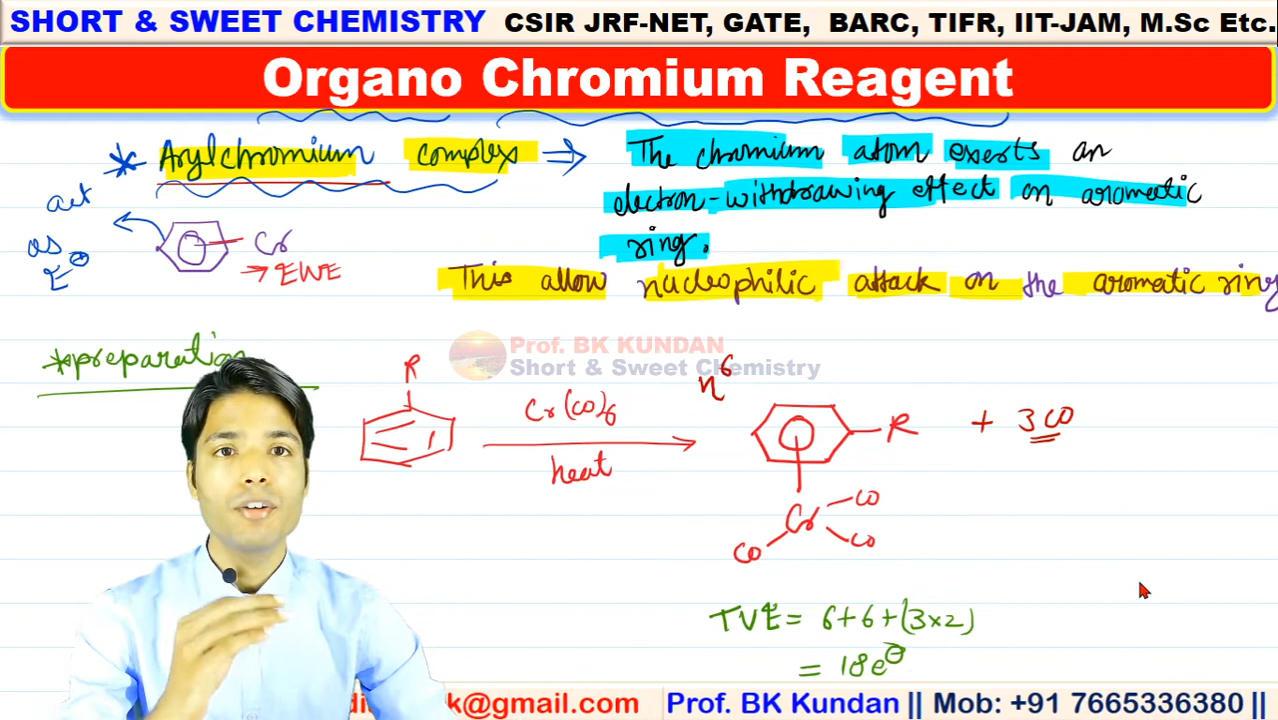 SHORT & SWEET CHEMISTRY CSIR JRF-NET, GATE, BARC, TIFR, IIT-JAM, M.Sc Etc.
Organo Chromium Reagent
* Arylchromium complex ⇒ The chromium atom exerts an
electron-withdrawing effect on aromatic
ring.
act
as
E⊕
Cr
→ EWE
This allow nucleophilic attack on the aromatic ring
*preparation
Prof. BK KUNDAN
Short & Sweet Chemistry
R
Cr(CO)6
heat
η6
R
+ 3CO
Cr
CO
CO
CO
TVE = 6+6+(3×2)
= 18e⊖
k@gmail.com Prof. BK Kundan || Mob: +91 7665336380 ||